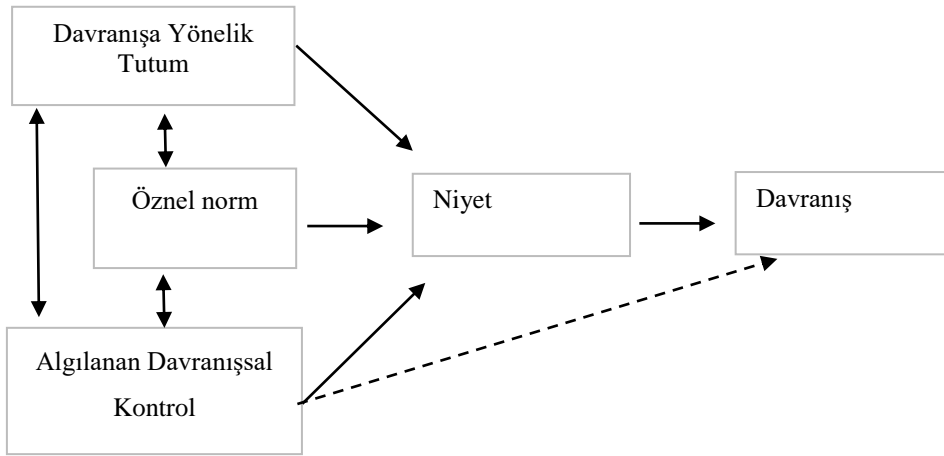 Davranışa Yönelik
Tutum
Öznel norm
Niyet
Davranış
Algılanan Davranışsal
Kontrol